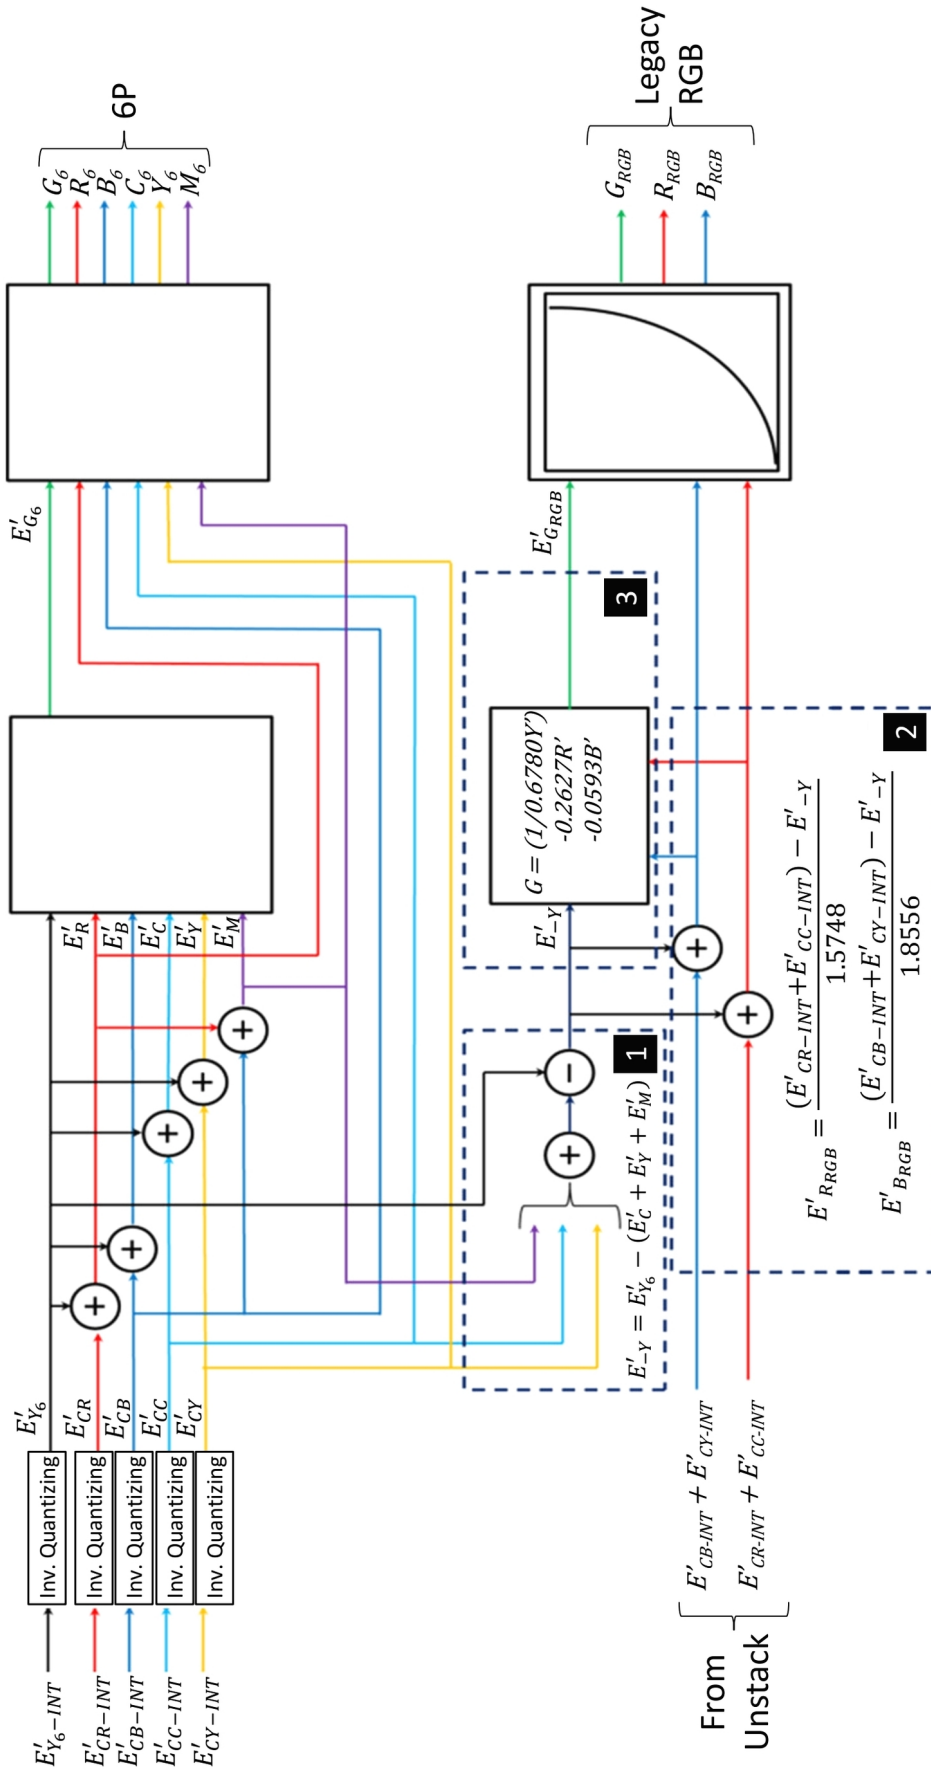 E'Y6−INT
E'CR−INT
E'CB−INT
E'CC−INT
E'CY−INT
Inv. Quantizing
Inv. Quantizing
Inv. Quantizing
Inv. Quantizing
Inv. Quantizing
E'Y6
E'CR
E'CB
E'CC
E'CY
+
+
+
+
+
E'R
E'B
E'C
E'Y
E'M
E'G6
G6
R6
B6
C6
Y6
M6
6P
+
−
1
E'−Y = E'Y6 − (E'C + E'Y + E'M)
E'−Y
G = (1/0.6780Y')
-0.2627R'
-0.0593B'
3
E'GRGB
GRGB
RRGB
BRGB
Legacy
RGB
From
Unstack
E'CB-INT + E'CY-INT
E'CR-INT + E'CC-INT
+
+
E'RRGB = (E'CR−INT+E'CC−INT) − E'−Y
1.5748
E'BRGB = (E'CB−INT+E'CY−INT) − E'−Y
1.8556
2